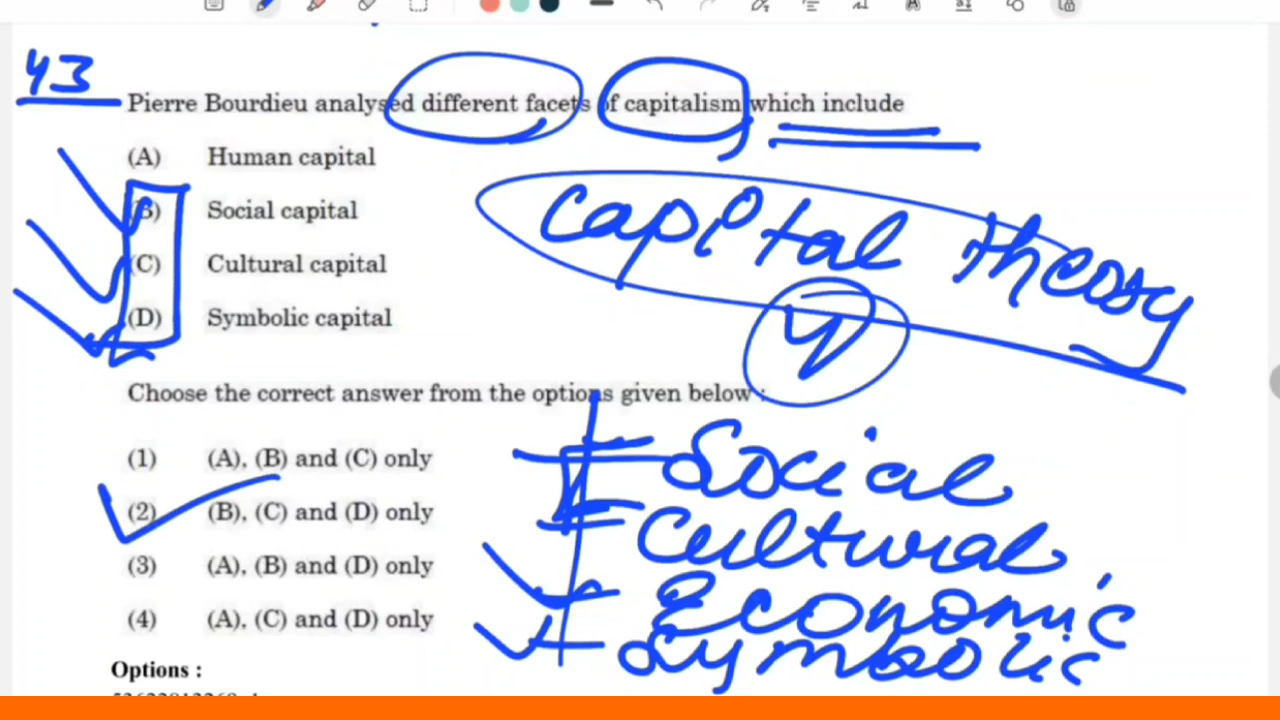 43
Pierre Bourdieu analysed different facets of capitalism, which include
(A) Human capital
(B) Social capital
(C) Cultural capital
(D) Symbolic capital
Capital theory
4
Choose the correct answer from the options given below :
(1) (A), (B) and (C) only
(2) (B), (C) and (D) only
(3) (A), (B) and (D) only
(4) (A), (C) and (D) only
Social
Cultural,
Economic
Symbolic
Options :